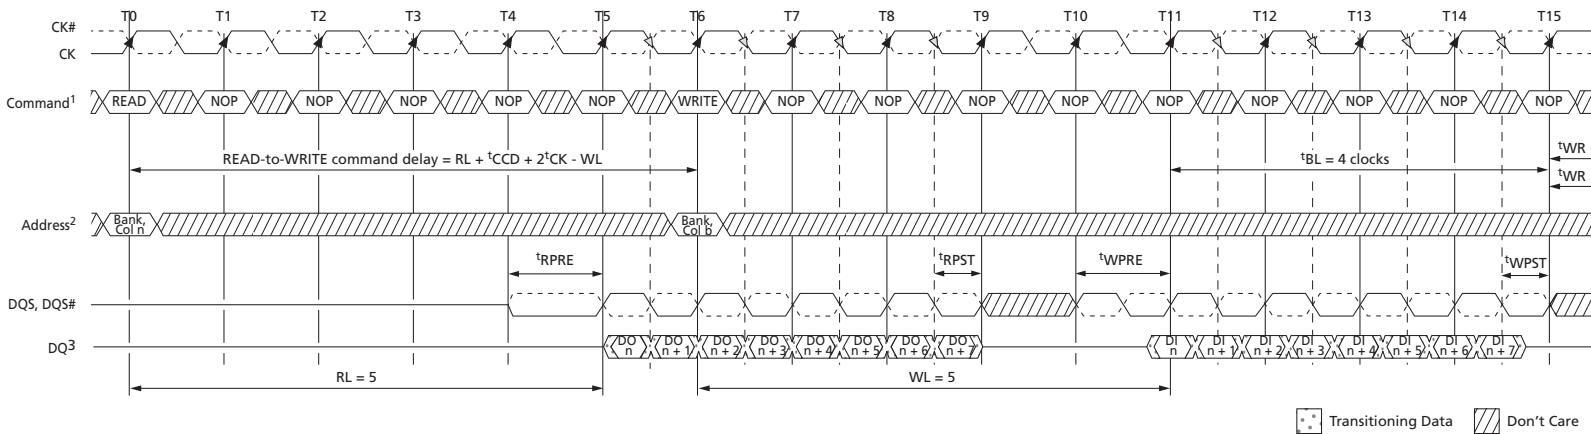 T0 T1 T2 T3 T4 T5 T6 T7 T8 T9 T10 T11 T12 T13 T14 T15
CK#
CK
Command1 READ NOP NOP NOP NOP NOP WRITE NOP NOP NOP NOP NOP NOP NOP NOP NOP
READ-to-WRITE command delay = RL + tCCD + 2tCK - WL
tBL = 4 clocks
tWR
tWR
Address2
Bank,
Col n
Bank,
Col b
tRPRE tRPST tWPRE tWPST
DQS, DQS#
DQ3
DO
n
DO
n + 1
DO
n + 2
DO
n + 3
DO
n + 4
DO
n + 5
DO
n + 6
DO
n + 7
DI
n
DI
n + 1
DI
n + 2
DI
n + 3
DI
n + 4
DI
n + 5
DI
n + 6
DI
n + 7
RL = 5
WL = 5
Transitioning Data
Don't Care